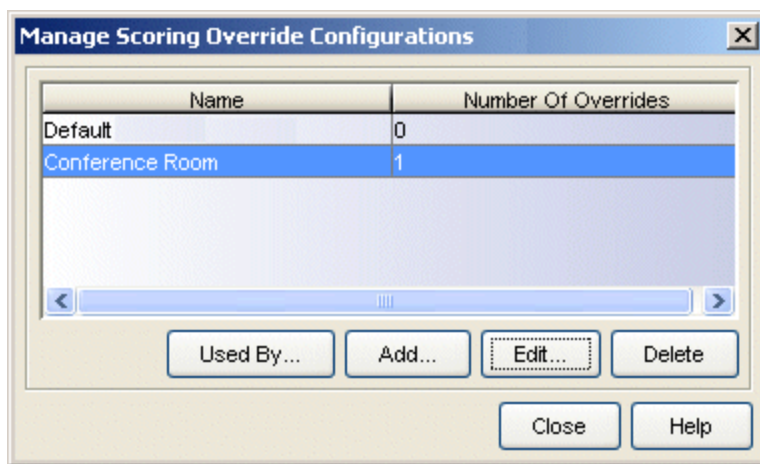 Manage Scoring Override Configurations
Name Number Of Overrides
Default 0
Conference Room 1
Used By... Add... Edit... Delete
Close Help